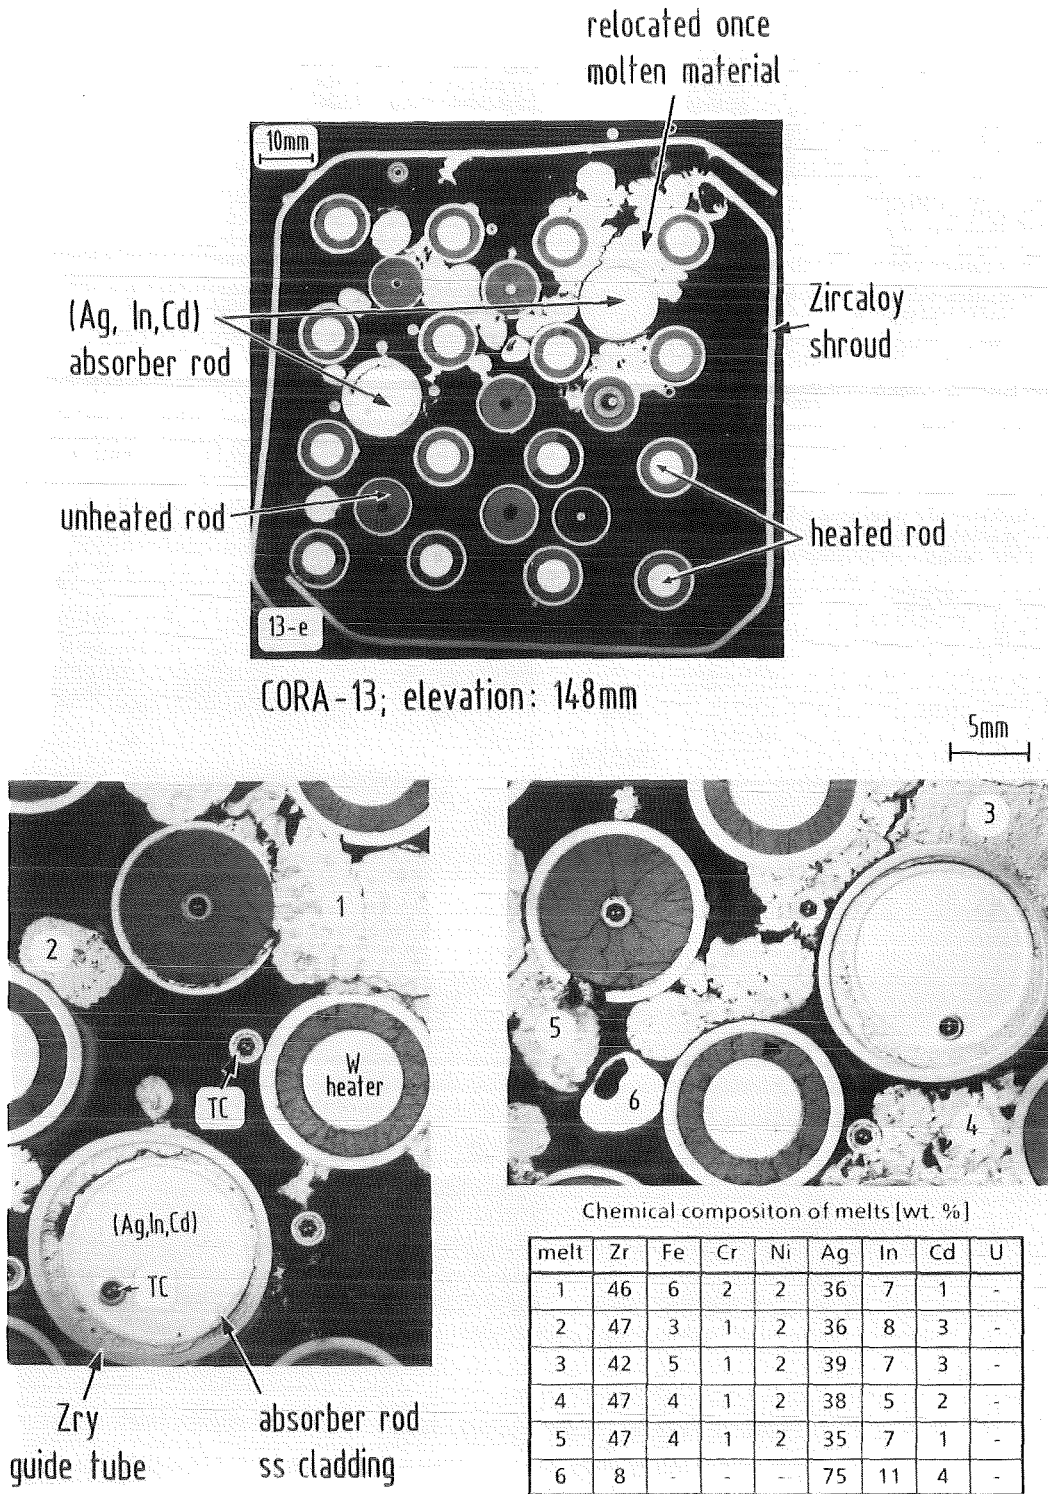 relocated once
molten material
10mm
(Ag, In,Cd)
absorber rod
Zircaloy
shroud
unheated rod
heated rod
13-e
CORA-13; elevation: 148mm
5mm
1
2
TC
W
heater
(Ag,In,Cd)
TC
Zry
guide tube
absorber rod
ss cladding
3
5
6
4
Chemical compositon of melts [wt. %]
melt Zr Fe Cr Ni Ag In Cd U
1 46 6 2 2 36 7 1 -
2 47 3 1 2 36 8 3 -
3 42 5 1 2 39 7 3 -
4 47 4 1 2 38 5 2 -
5 47 4 1 2 35 7 1 -
6 8 - - - 75 11 4 -